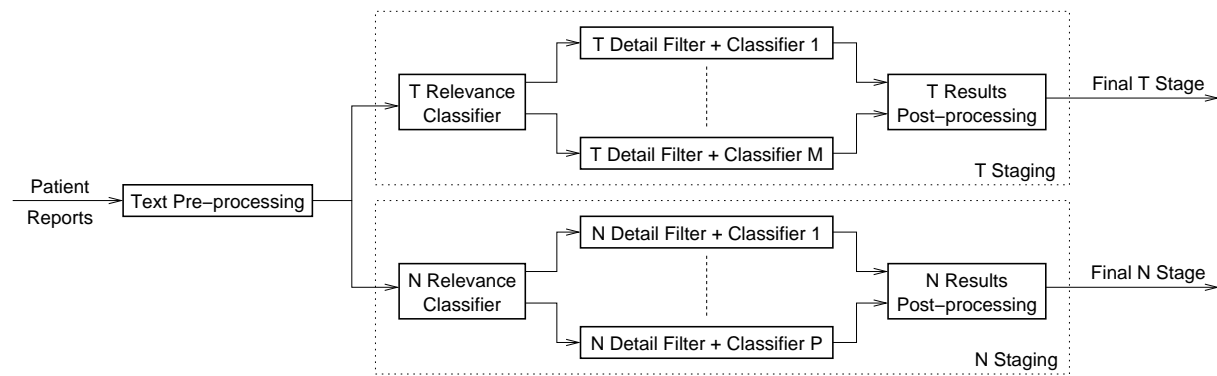 Patient
Reports
Text Pre−processing
T Relevance
Classifier
T Detail Filter + Classifier 1
T Detail Filter + Classifier M
T Results
Post−processing
T Staging
Final T Stage
N Relevance
Classifier
N Detail Filter + Classifier 1
N Detail Filter + Classifier P
N Results
Post−processing
N Staging
Final N Stage